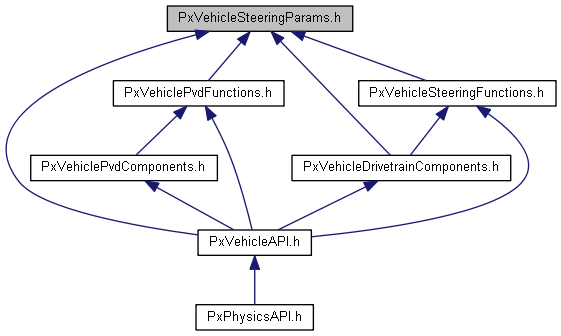 PxVehicleSteeringParams.h
PxVehiclePvdFunctions.h
PxVehicleSteeringFunctions.h
PxVehiclePvdComponents.h
PxVehicleDrivetrainComponents.h
PxVehicleAPI.h
PxPhysicsAPI.h